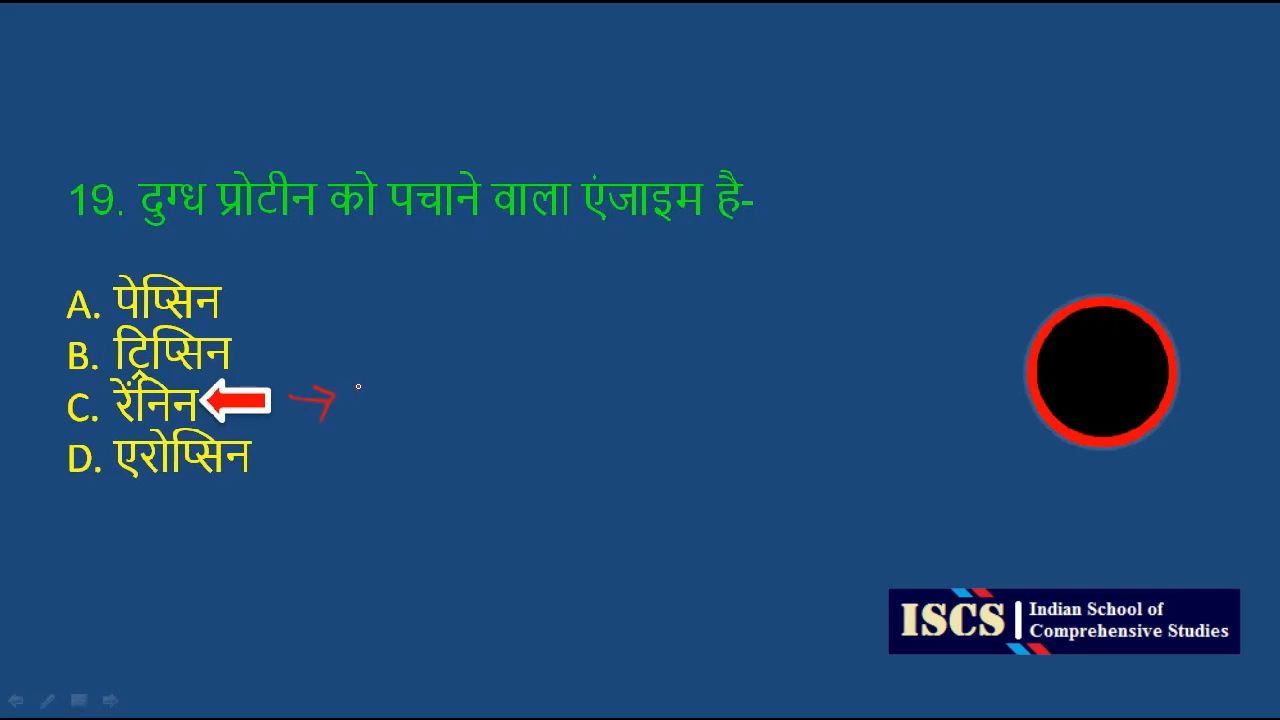 19. दुग्ध प्रोटीन को पचाने वाला एंजाइम है-
A. पेप्सिन
B. ट्रिप्सिन
C. रेंनिन
D. एरोप्सिन
ISCS
Indian School of
Comprehensive Studies